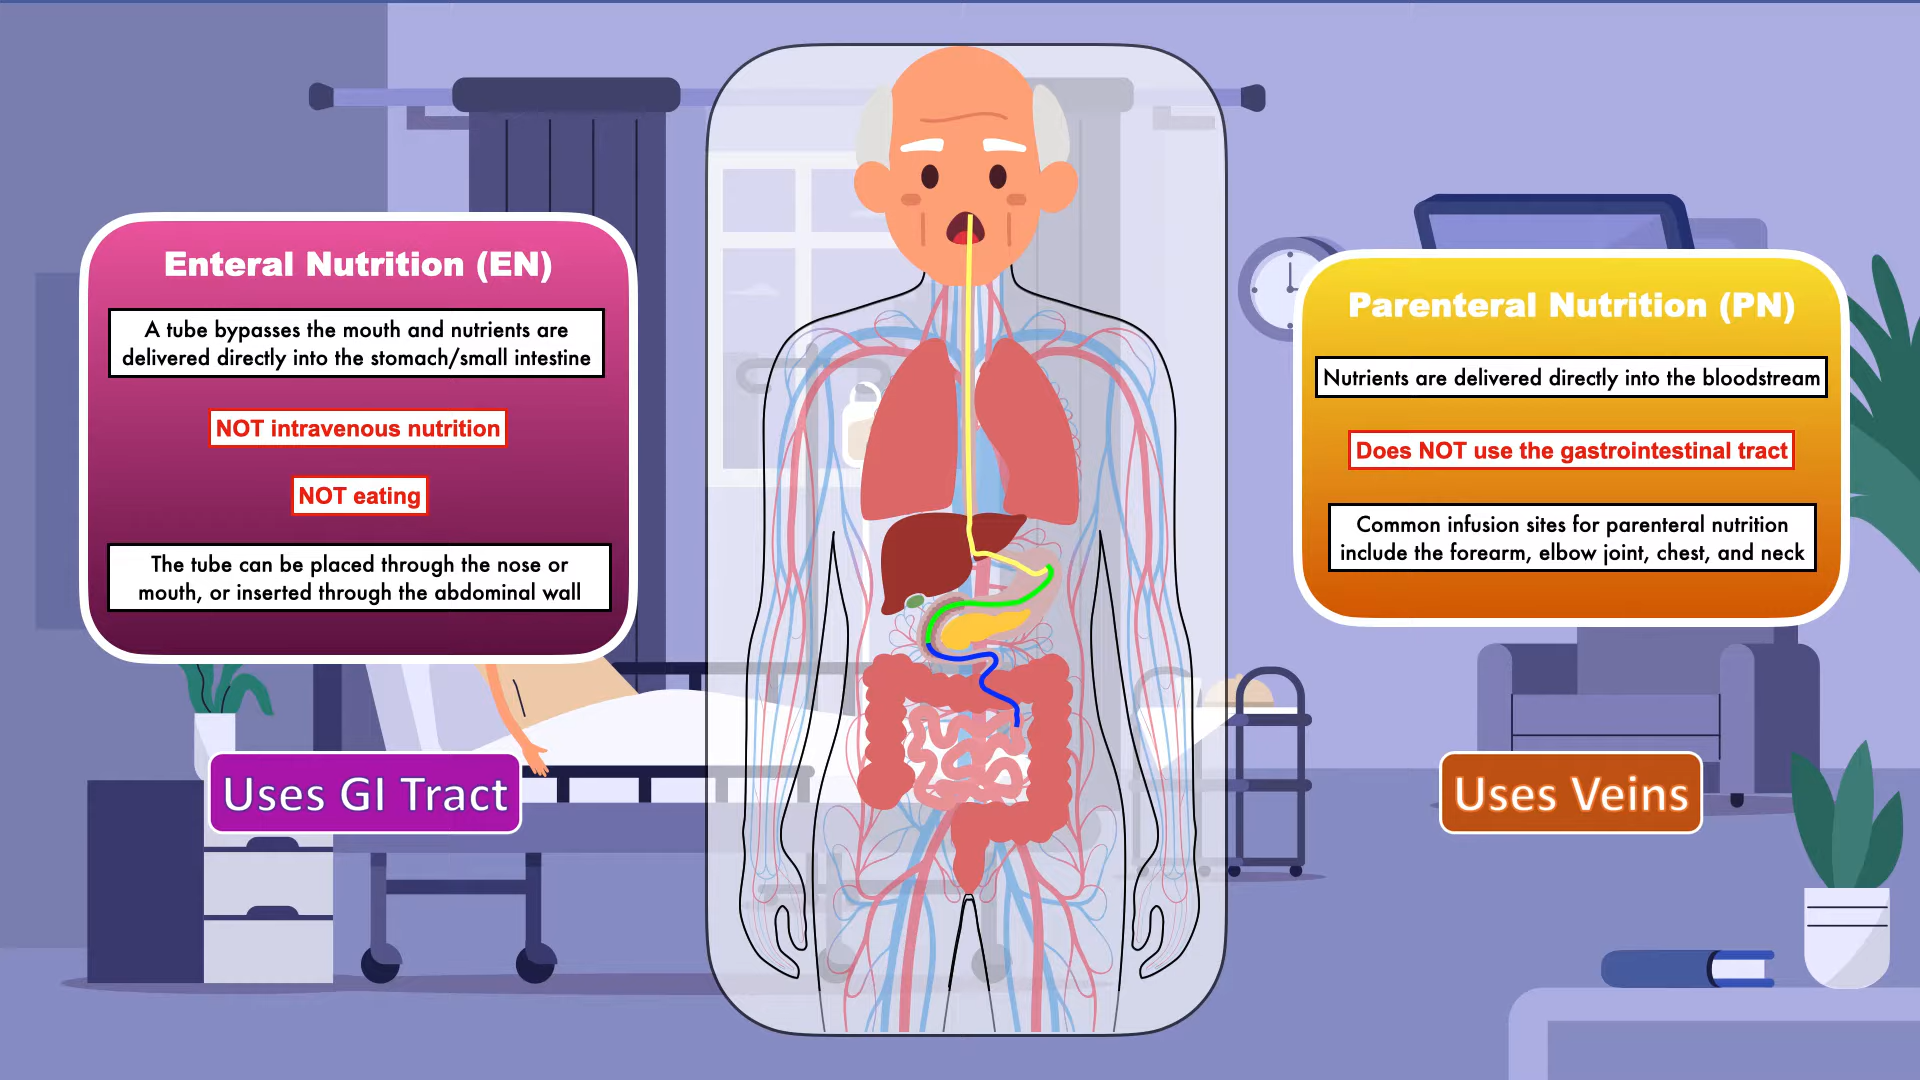 Enteral Nutrition (EN)
A tube bypasses the mouth and nutrients are
delivered directly into the stomach/small intestine
NOT intravenous nutrition
NOT eating
The tube can be placed through the nose or
mouth, or inserted through the abdominal wall
Uses GI Tract
Parenteral Nutrition (PN)
Nutrients are delivered directly into the bloodstream
Does NOT use the gastrointestinal tract
Common infusion sites for parenteral nutrition
include the forearm, elbow joint, chest, and neck
Uses Veins